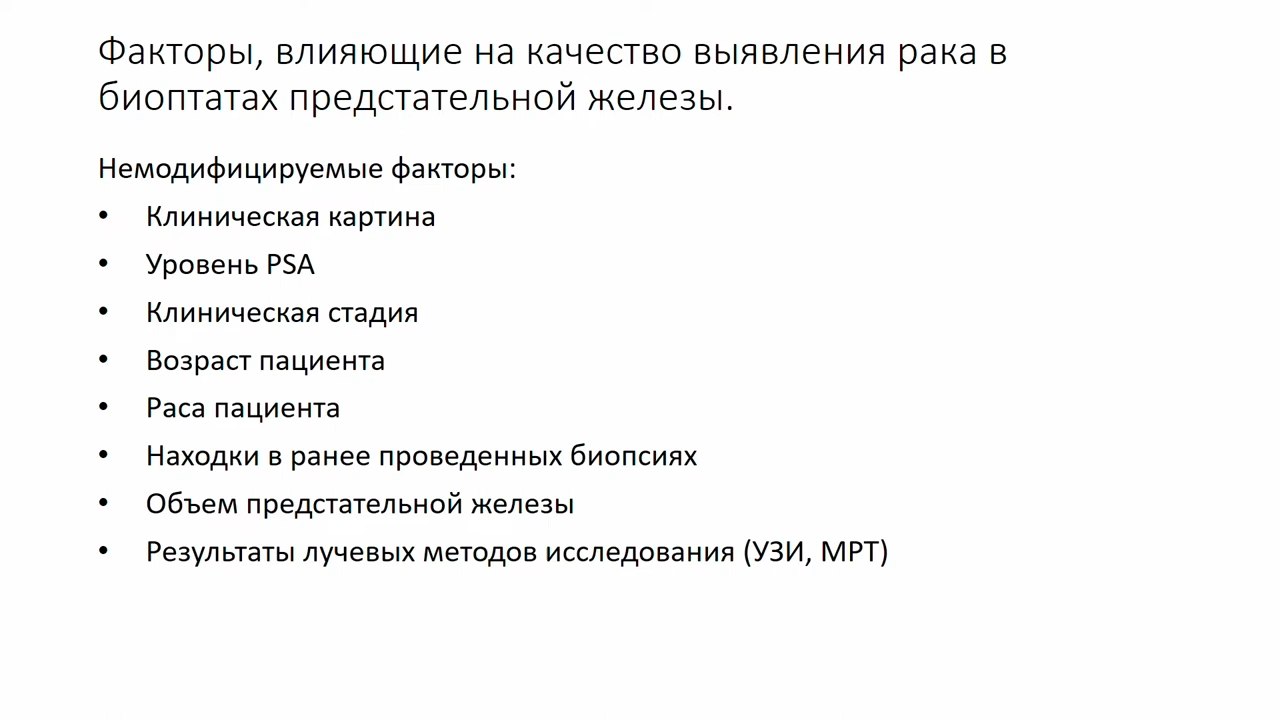 Факторы, влияющие на качество выявления рака в
биоптатах предстательной железы.
Немодифицируемые факторы:
• Клиническая картина
• Уровень PSA
• Клиническая стадия
• Возраст пациента
• Раса пациента
• Находки в ранее проведенных биопсиях
• Объем предстательной железы
• Результаты лучевых методов исследования (УЗИ, МРТ)